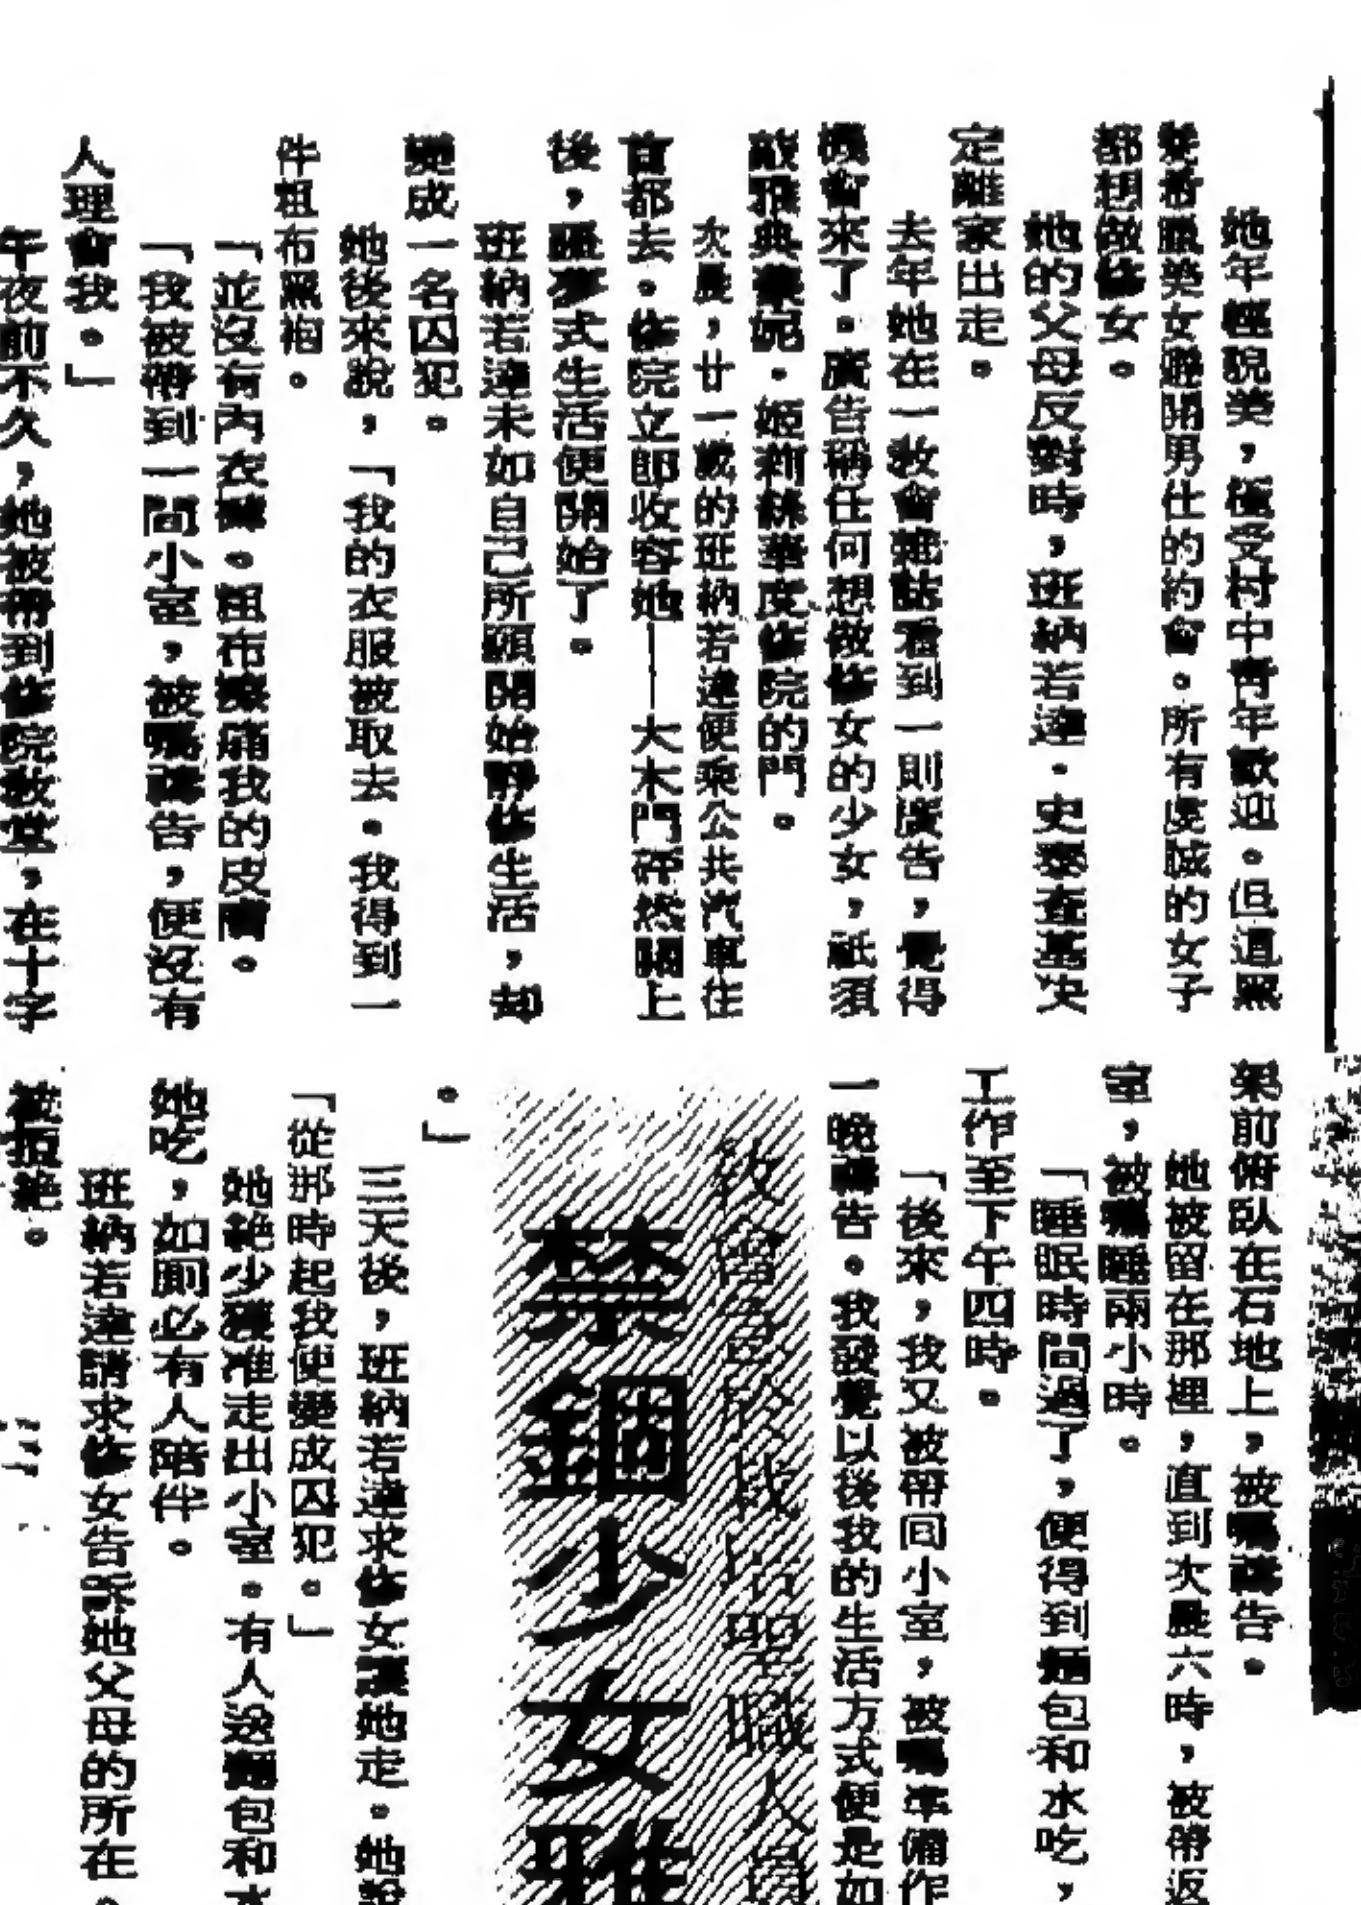 她年輕貌美，極受村中青年歡迎。但這黑
髮杏眼美女避開男仕的約會。所有虔誠的女子
都想做修女。
她的父母反對時，班納若達·史泰查基决
定離家出走。
去年她在一教會雜誌看到一則廣告，覺得
機會來了。廣告稱任何想做修女的少女，祇須
敲雅典華妮·姬莉絲華度修院的門。
次晨，廿一歲的班納若達便乘公共汽車往
首都去。修院立即收容她——大木門砰然關上
後，噩夢式生活便開始了。
班納若達未如自己所願開始靜修生活，却
變成一名囚犯。
她後來說，「我的衣服被取去。我得到一
件粗布黑袍。
「並沒有內衣褲。粗布擦痛我的皮膚。
「我被帶到一間小室，被囑禱告，便沒有
人理會我。」
午夜前不久，她被帶到修院教堂，在十字
架前俯臥在石地上，被囑禱告。
她被留在那裡，直到次晨六時，被帶返
室，被囑睡兩小時。
「睡眠時間過了，便得到麵包和水吃，
工作至下午四時。
「後來，我又被帶回小室，被囑準備作
一晚禱告。我發覺以後我的生活方式便是如
。」
禁錮少女雅
三天後，班納若達求修女讓她走。她說
「從那時起我便變成囚犯。」
她絕少獲准走出小室。有人送麵包和水
她吃，如厠必有人陪伴。
班納若達請求修女告訴她父母的所在。
被拒絕。